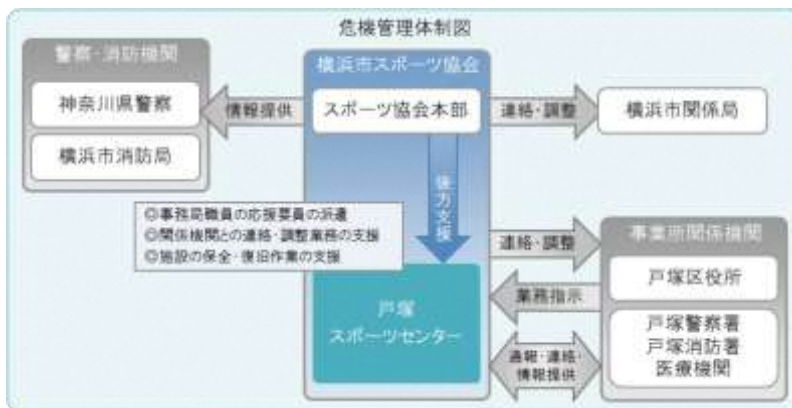 危機管理体制図
警察・消防機関
神奈川県警察
横浜市消防局
情報提供
横浜市スポーツ協会
スポーツ協会本部
連絡・調整
横浜市関係局
後方支援
◎事務局職員の応援要員の派遣
◎関係機関との連絡・調整業務の支援
◎施設の保全・復旧作業の支援
戸塚
スポーツセンター
連絡・調整
業務指示
通報・連絡・
情報提供
事業所関係機関
戸塚区役所
戸塚警察署
戸塚消防署
医療機関